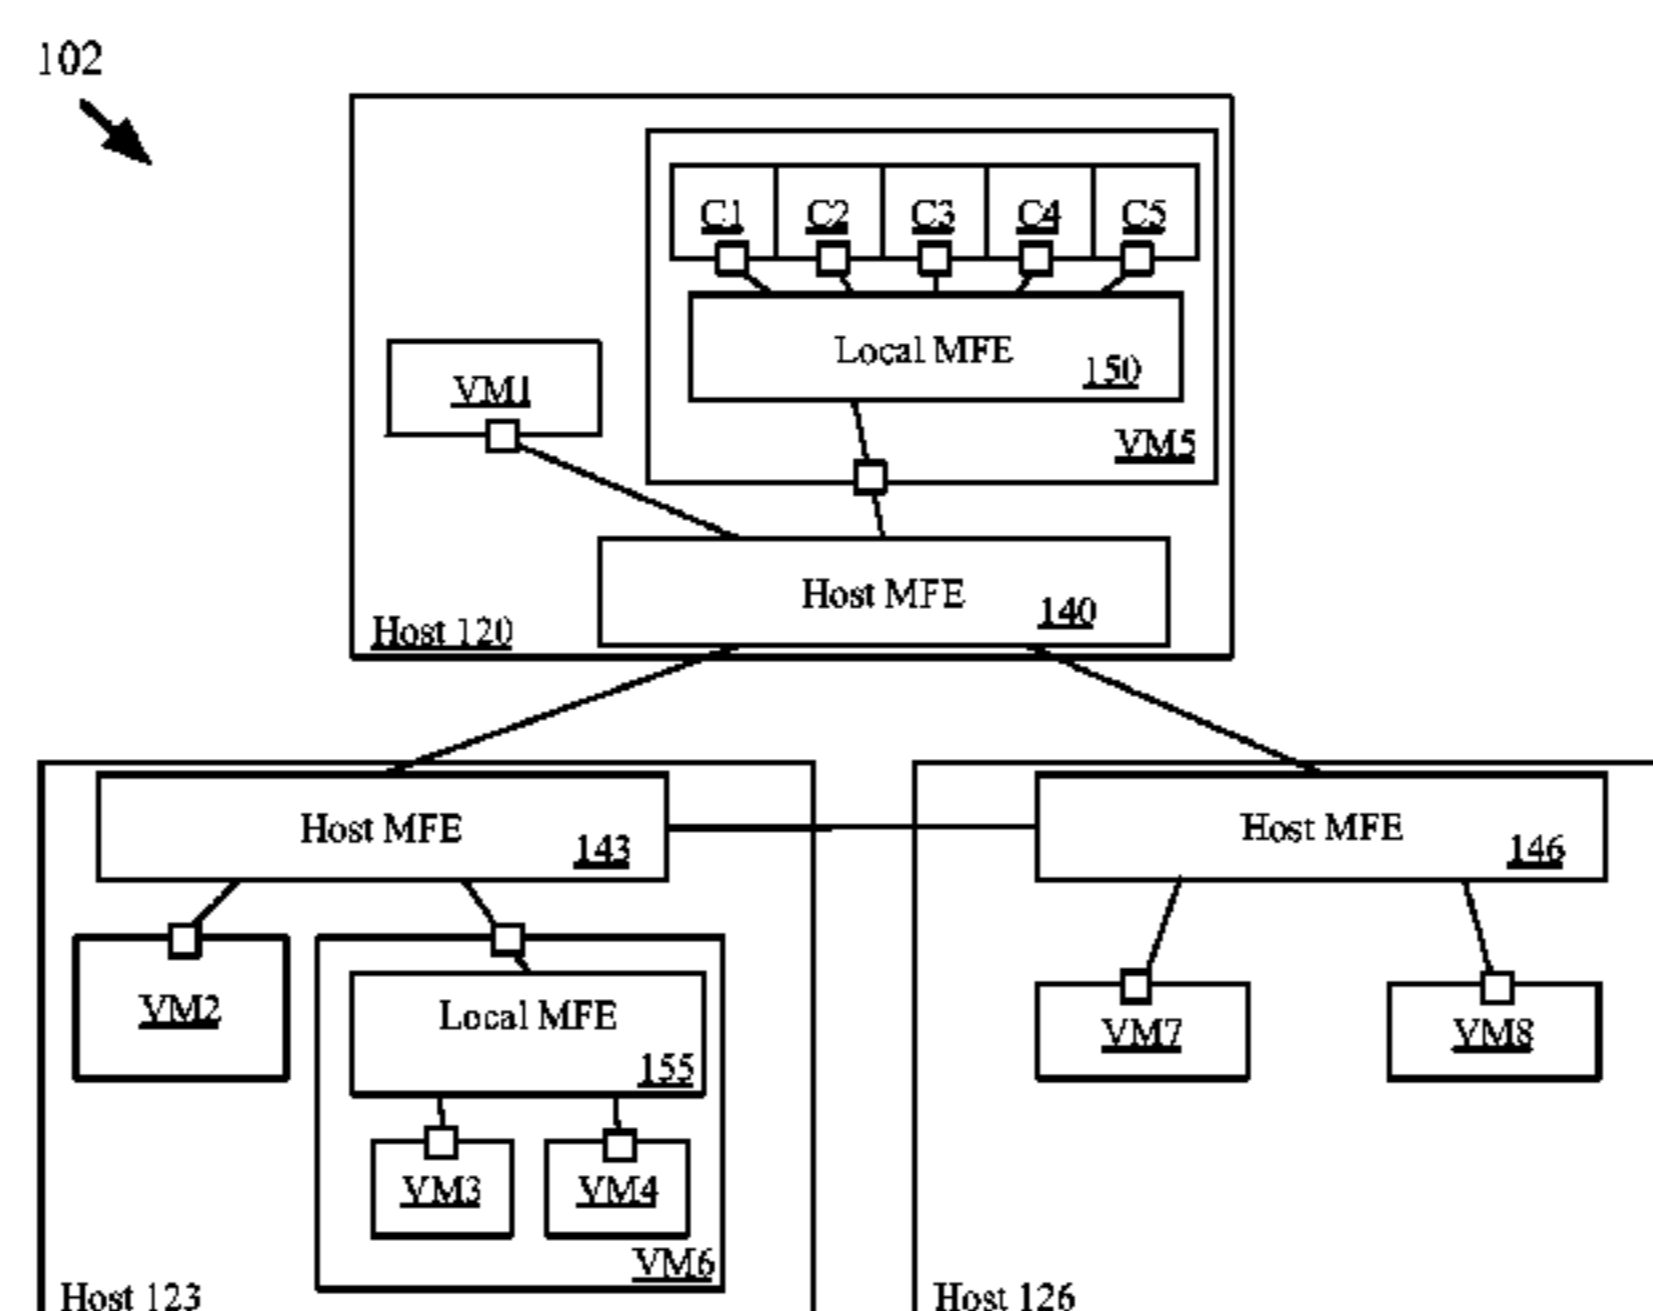 102
C1 C2 C3 C4 C5
Local MFE
150
VM1
VM5
Host MFE
140
Host 120
Host MFE
143
Host MFE
146
VM2
Local MFE
155
VM7
VM8
VM3
VM4
VM6
Host 123
Host 126